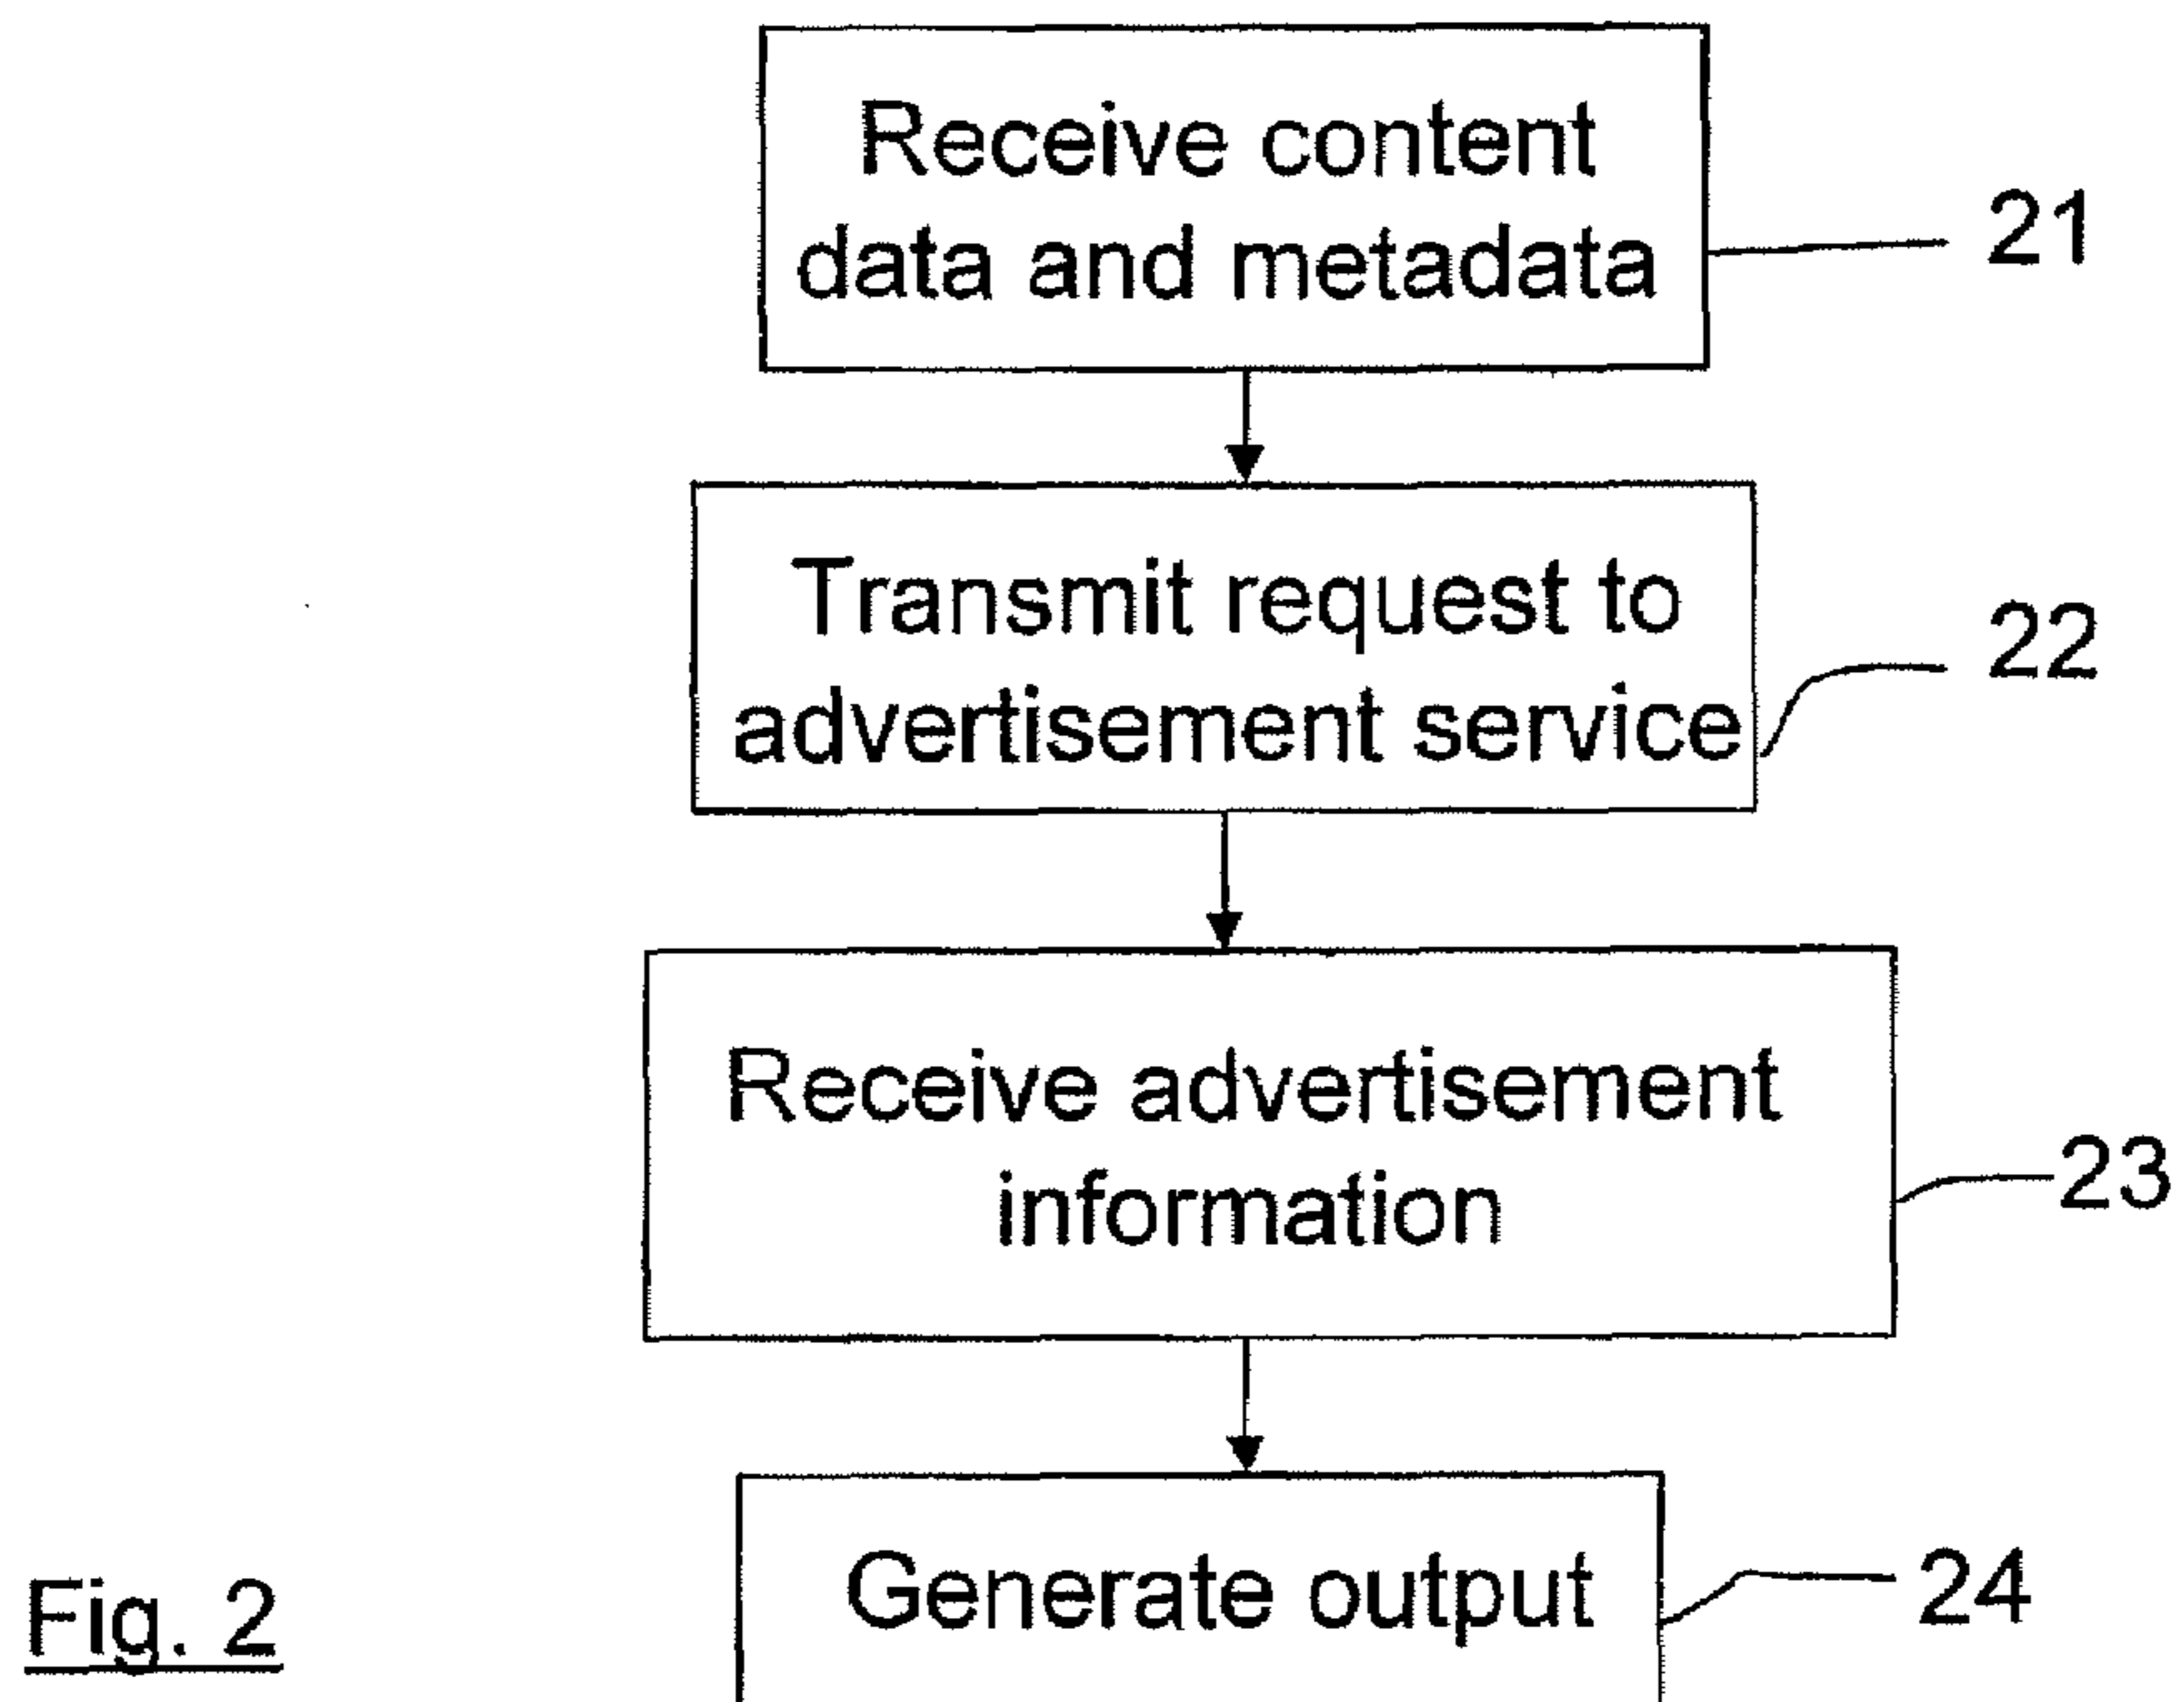 Receive content
data and metadata
21
Transmit request to
advertisement service
22
Receive advertisement
information
23
Generate output
24
Fig. 2